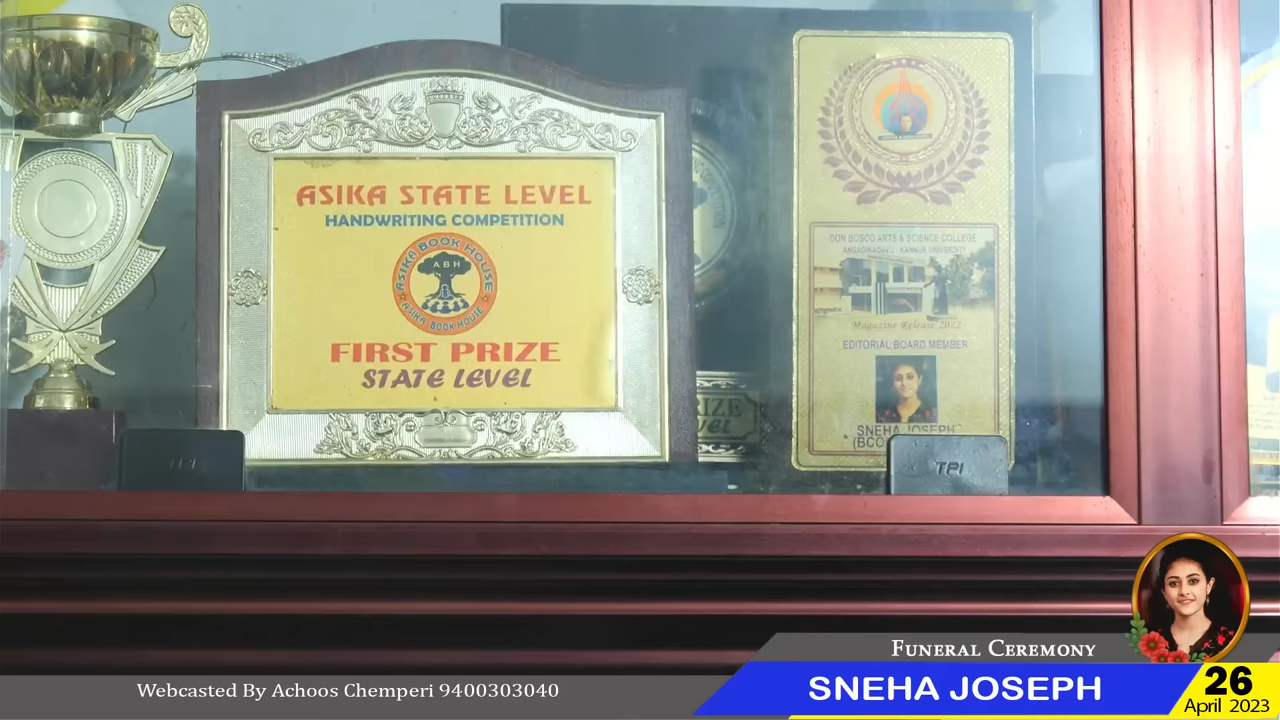 ASIKA STATE LEVEL
HANDWRITING COMPETITION
ASIKA BOOK HOUSE
ABH
ASIKA BOOK HOUSE
FIRST PRIZE
STATE LEVEL
DON BOSCO ARTS & SCIENCE COLLEGE
ANGADIKADAVU - KANNUR UNIVERSITY
Magazine Release 2022
EDITORIAL BOARD MEMBER
SNEHA JOSEPH
TPI
FUNERAL CEREMONY
SNEHA JOSEPH
26
April 2023
Webcasted By Achoos Chemperi 9400303040